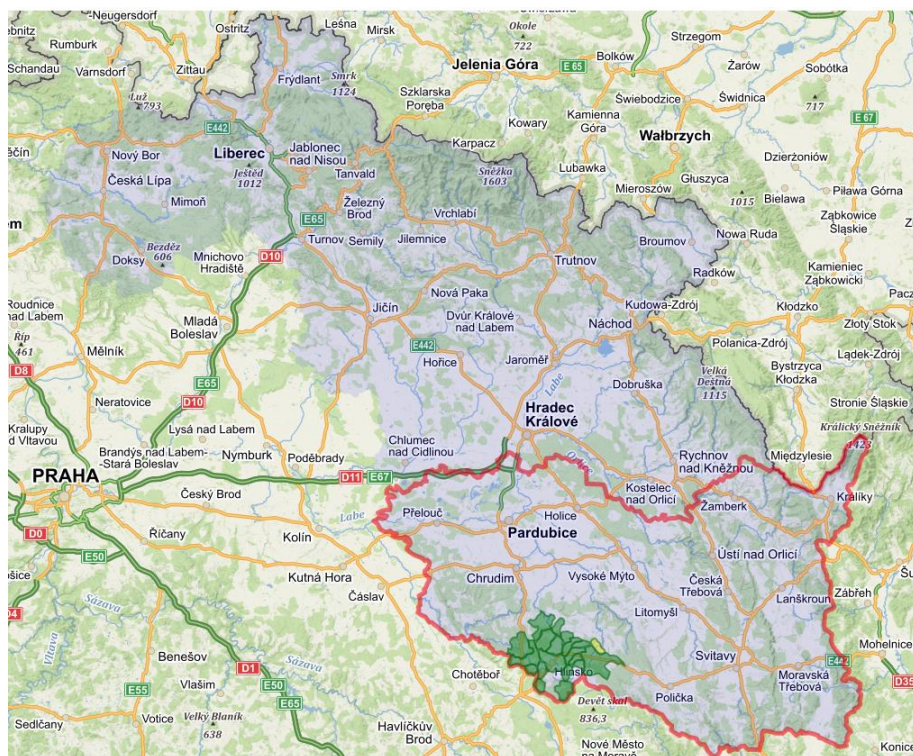 -Neugersdorf
Ostritz
Leśna
Mirsk
Okole
722
Bolków
Strzegom
Żarów
Sobótka
Rumburk
Schandau
Varnsdorf
Zittau
Frýdlant
Smrk
1124
Jelenia Góra
E 65
Świebodzice
Świdnica
717
E 67
Luž
793
Szklarska
Poręba
Kowary
Kamienna
Góra
Wałbrzych
E442
Liberec
Jablonec
nad Nisou
Karpacz
Dzierżoniów
Nový Bor
Ještěd
1012
Tanvald
Sněžka
1603
Lubawka
Głuszyca
Česká Lípa
Mieroszów
1015
Bielawa
Piława Górna
Mimoň
Železný
Brod
Vrchlabí
Ząbkowice
Śląskie
E65
Turnov
Semily
Jilemnice
Broumov
Nowa Ruda
Bezděz
606
Doksy
Mnichovo
Hradiště
D10
Trutnov
Radków
Kamieniec
Ząbkowicki
Roudnice
nad Labem
Nová Paka
Kudowa-Zdrój
Kłodzko
Jičín
Dvůr Králové
nad Labem
Náchod
Złoty Stok
Pac
Říp
461
Mladá
Boleslav
E442
Polanica-Zdrój
Mělník
Hořice
Jaroměř
Lądek-Zdrój
D8
E65
Labe
Velká
Deštná
1115
Bystrzyca
Kłodzka
D10
Dobruška
Neratovice
Stronie Śląskie
Kralupy
d Vltavou
Lysá nad Labem
Hradec
Králové
Králický Sněžník
1423
Brandýs nad Labem-
-Stará Boleslav
Nymburk
Chlumec
nad Cidlinou
Rychnov
nad Kněžnou
Międzylesie
PRAHA
Poděbrady
D11
E67
Orlice
Kostelec
nad Orlicí
Králíky
Český Brod
Labe
Žamberk
D0
Přelouč
Holice
Říčany
Kolín
Pardubice
Ústí nad Orlicí
E50
Kutná Hora
Chrudim
Vysoké Mýto
Česká
Třebová
Zábřeh
Čáslav
Lanškroun
D4
Sázava
Litomyšl
Vltava
Mohelnice
Benešov
Sázava
Svitavy
E442
D1
Chotěboř
Hlinsko
Moravská
Třebová
D35
E50
E55
Vlašim
Polička
E65
Devět skal
836,3
Sedlčany
Votice
Velký Blaník
638
Havlíčkův
Brod
Nové Město
na Moravě
Konic